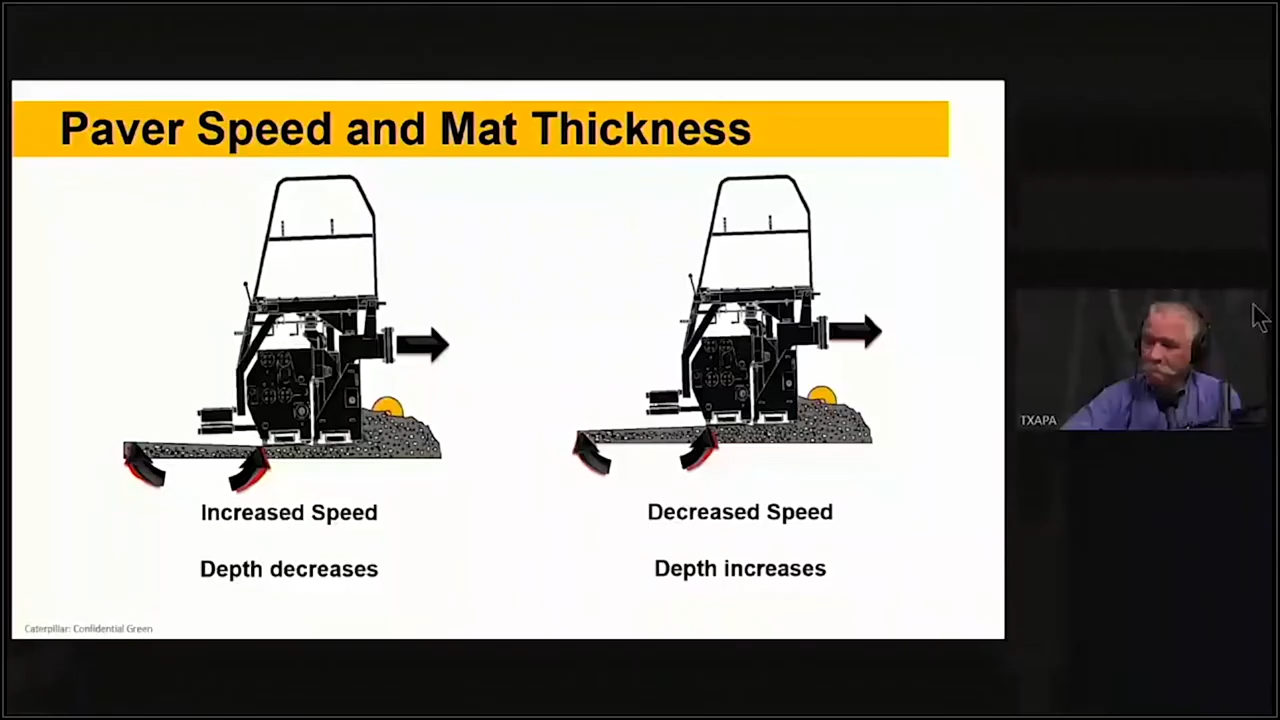 Paver Speed and Mat Thickness
Increased Speed
Decreased Speed
Depth decreases
Depth increases
Caterpillar: Confidential Green
TXAPA